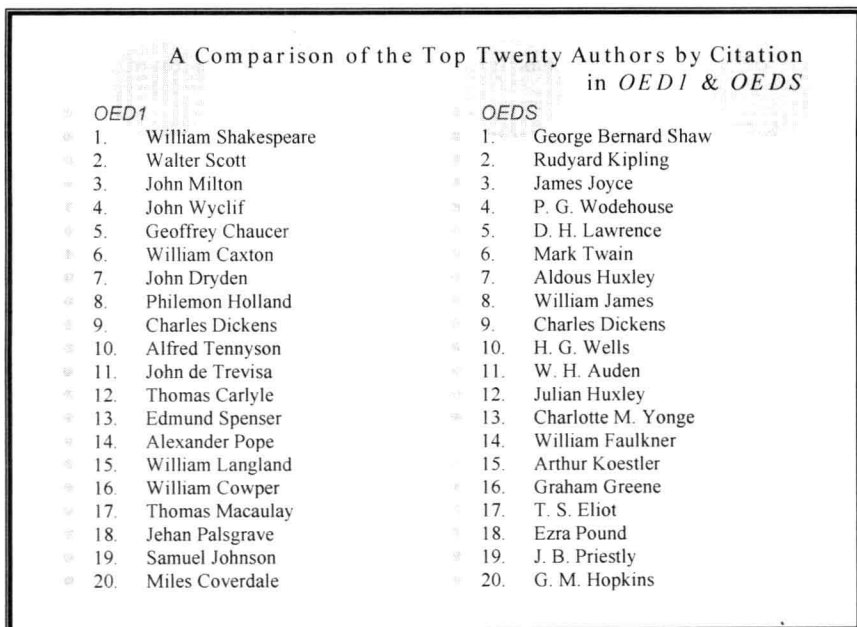 A Comparison of the Top Twenty Authors by Citation
in OED1 & OEDS
OED1
1. William Shakespeare
2. Walter Scott
3. John Milton
4. John Wyclif
5. Geoffrey Chaucer
6. William Caxton
7. John Dryden
8. Philemon Holland
9. Charles Dickens
10. Alfred Tennyson
11. John de Trevisa
12. Thomas Carlyle
13. Edmund Spenser
14. Alexander Pope
15. William Langland
16. William Cowper
17. Thomas Macaulay
18. Jehan Palsgrave
19. Samuel Johnson
20. Miles Coverdale
OEDS
1. George Bernard Shaw
2. Rudyard Kipling
3. James Joyce
4. P. G. Wodehouse
5. D. H. Lawrence
6. Mark Twain
7. Aldous Huxley
8. William James
9. Charles Dickens
10. H. G. Wells
11. W. H. Auden
12. Julian Huxley
13. Charlotte M. Yonge
14. William Faulkner
15. Arthur Koestler
16. Graham Greene
17. T. S. Eliot
18. Ezra Pound
19. J. B. Priestly
20. G. M. Hopkins